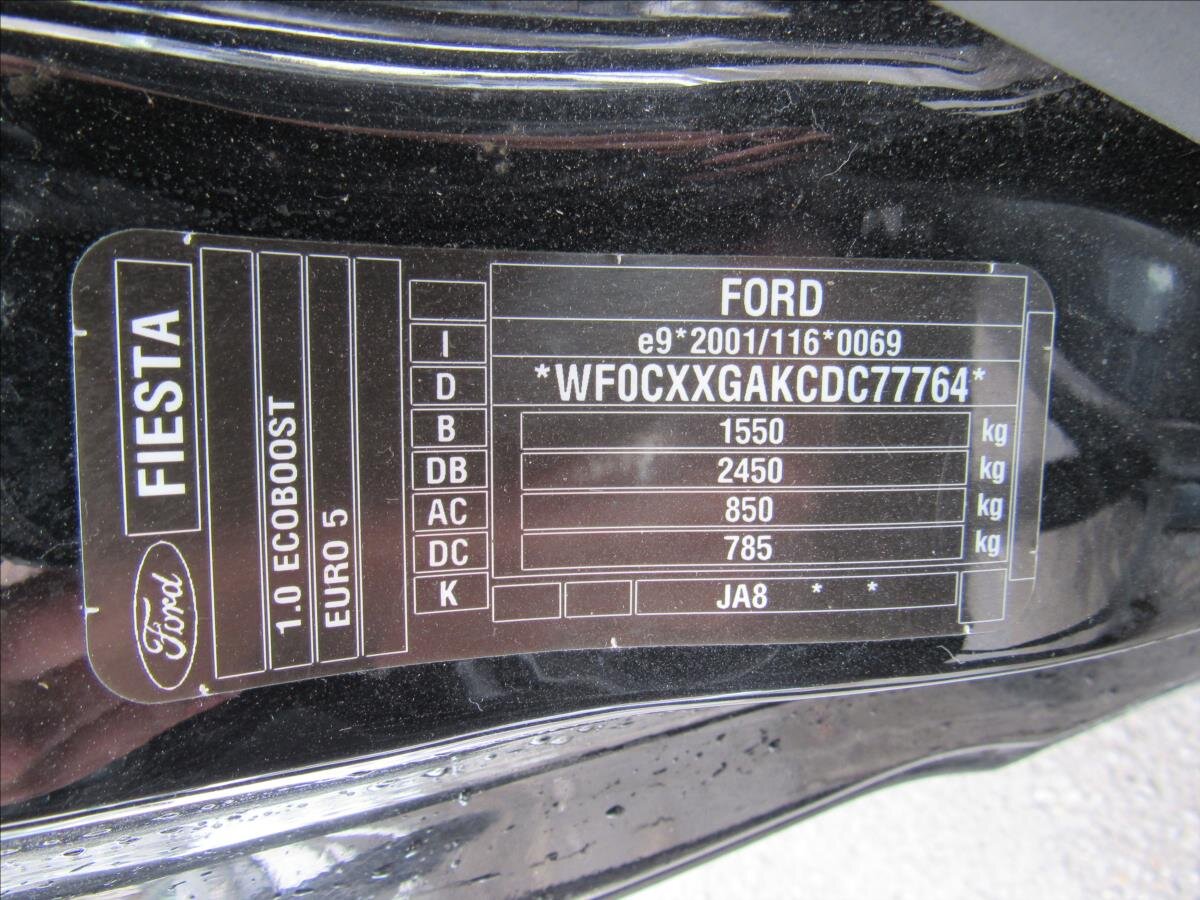 FIESTA
Ford
1.0 ECOBOOST
EURO 5
FORD
I e9*2001/116*0069
D *WF0CXXGAKCDC77764*
B 1550 kg
DB 2450 kg
AC 850 kg
DC 785 kg
K JA8 * *